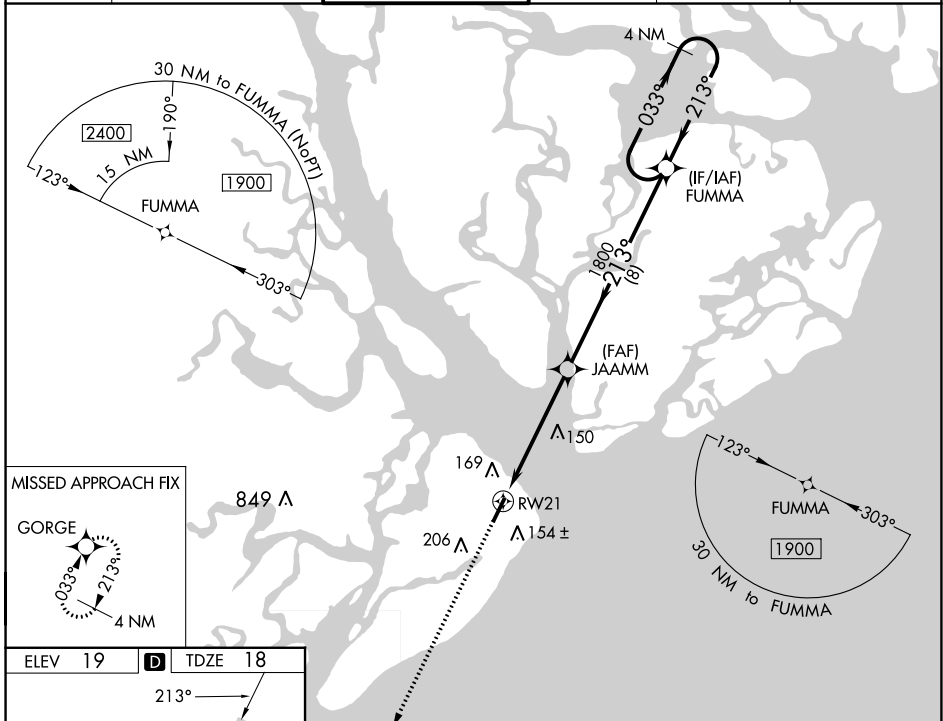 4 NM
30 NM to FUMMA (NoPT)
190°
2400
15 NM
123°
1900
FUMMA
303°
033°
213°
(IF/IAF)
FUMMA
1800
213°
(8)
(FAF)
JAAMM
150
169
RW21
154 ±
206
849
MISSED APPROACH FIX
GORGE
033°
213°
4 NM
123°
FUMMA
303°
1900
30 NM to FUMMA
ELEV 19 D TDZE 18
213°